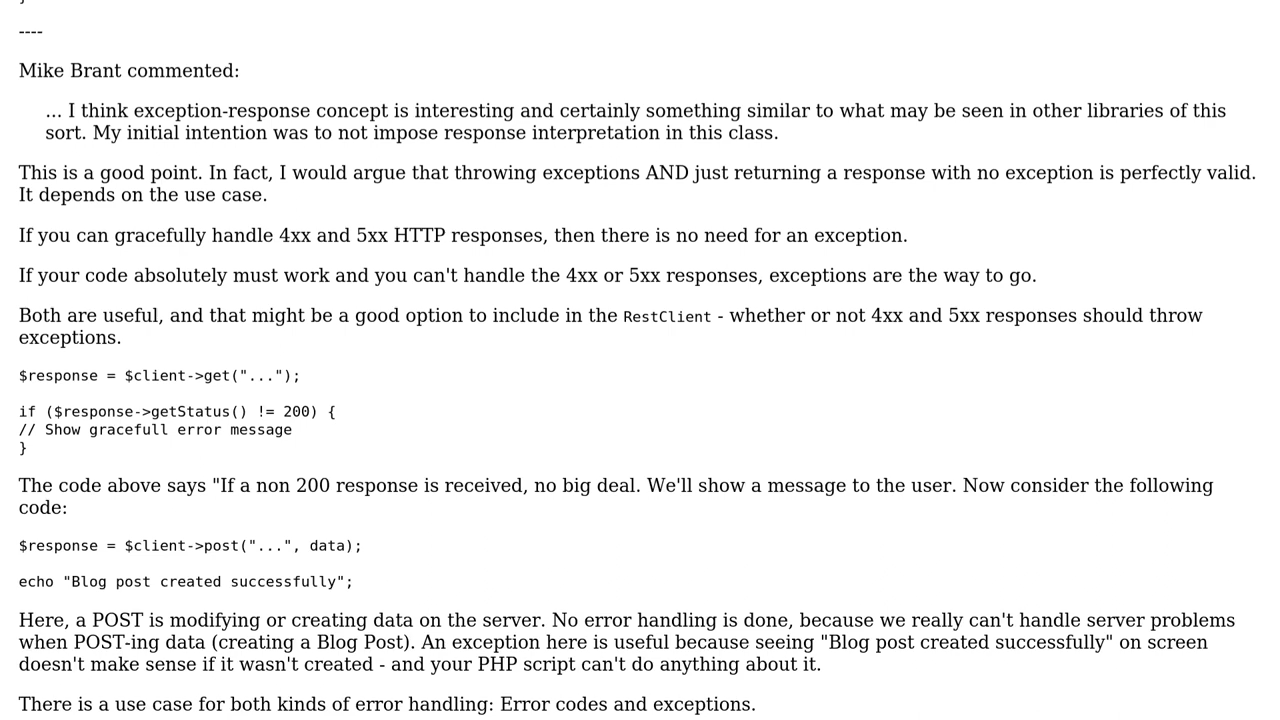 ----
Mike Brant commented:
... I think exception-response concept is interesting and certainly something similar to what may be seen in other libraries of this
sort. My initial intention was to not impose response interpretation in this class.
This is a good point. In fact, I would argue that throwing exceptions AND just returning a response with no exception is perfectly valid.
It depends on the use case.
If you can gracefully handle 4xx and 5xx HTTP responses, then there is no need for an exception.
If your code absolutely must work and you can't handle the 4xx or 5xx responses, exceptions are the way to go.
Both are useful, and that might be a good option to include in the RestClient - whether or not 4xx and 5xx responses should throw
exceptions.
$response = $client->get("...");
if ($response->getStatus() != 200) {
// Show gracefull error message
}
The code above says "If a non 200 response is received, no big deal. We'll show a message to the user. Now consider the following
code:
$response = $client->post("...", data);
echo "Blog post created successfully";
Here, a POST is modifying or creating data on the server. No error handling is done, because we really can't handle server problems
when POST-ing data (creating a Blog Post). An exception here is useful because seeing "Blog post created successfully" on screen
doesn't make sense if it wasn't created - and your PHP script can't do anything about it.
There is a use case for both kinds of error handling: Error codes and exceptions.